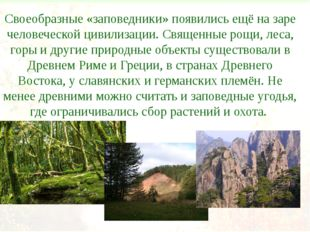 Своеобразные «заповедники» появились ещё на заре
человеческой цивилизации. Священные рощи, леса,
горы и другие природные объекты существовали в
Древнем Риме и Греции, в странах Древнего
Востока, у славянских и германских племён. Не
менее древними можно считать и заповедные угодья,
где ограничивались сбор растений и охота.